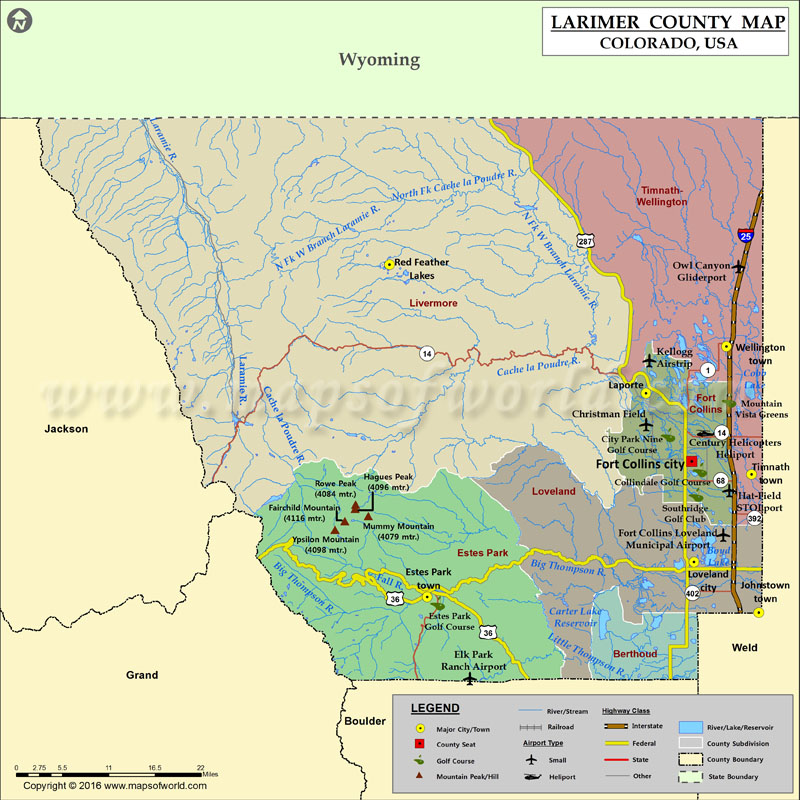 N
LARIMER COUNTY MAP
COLORADO, USA
Wyoming
Laramie R.
North Fk Cache la Poudre R.
N Fk W Branch Laramie R.
N Fk W Branch Laramie R.
287
Timnath-
Wellington
25
Owl Canyon
Gliderport
Red Feather
Lakes
Livermore
14
Cache la Poudre R.
Laramie R.
Cache la Poudre R.
Kellogg
Airstrip
1
Wellington
town
Cobb
Lake
Laporte
Fort
Collins
Mountain
Vista Greens
Christman Field
14
City Park Nine
Golf Course
Century Helicopters
Heliport
www.mapsofworld.com
Jackson
Fort Collins city
Timnath
town
Collindale Golf Course
68
Hat-Field
STOLport
Southridge
Golf Club
392
Hagues Peak
(4096 mtr.)
Rowe Peak
(4084 mtr.)
Fairchild Mountain
(4116 mtr.)
Mummy Mountain
(4079 mtr.)
Ypsilon Mountain
(4098 mtr.)
Loveland
Fort Collins Loveland
Municipal Airport
Boyd
Lake
Estes Park
Big Thompson R.
Loveland
city
Johnstown
town
402
Big Thompson R.
Fall R.
Estes Park
town
36
Estes Park
Golf Course
36
Carter Lake
Reservoir
Little Thompson R.
Berthoud
Elk Park
Ranch Airport
Weld
Grand
Boulder
LEGEND
Major City/Town
County Seat
Golf Course
Mountain Peak/Hill
River/Stream
Railroad
Airport Type
Small
Heliport
Highway Class
Interstate
Federal
State
Other
River/Lake/Reservoir
County Subdivision
County Boundary
State Boundary
0 2.75 5.5 11 16.5 22
Miles
Copyright © 2016 www.mapsofworld.com